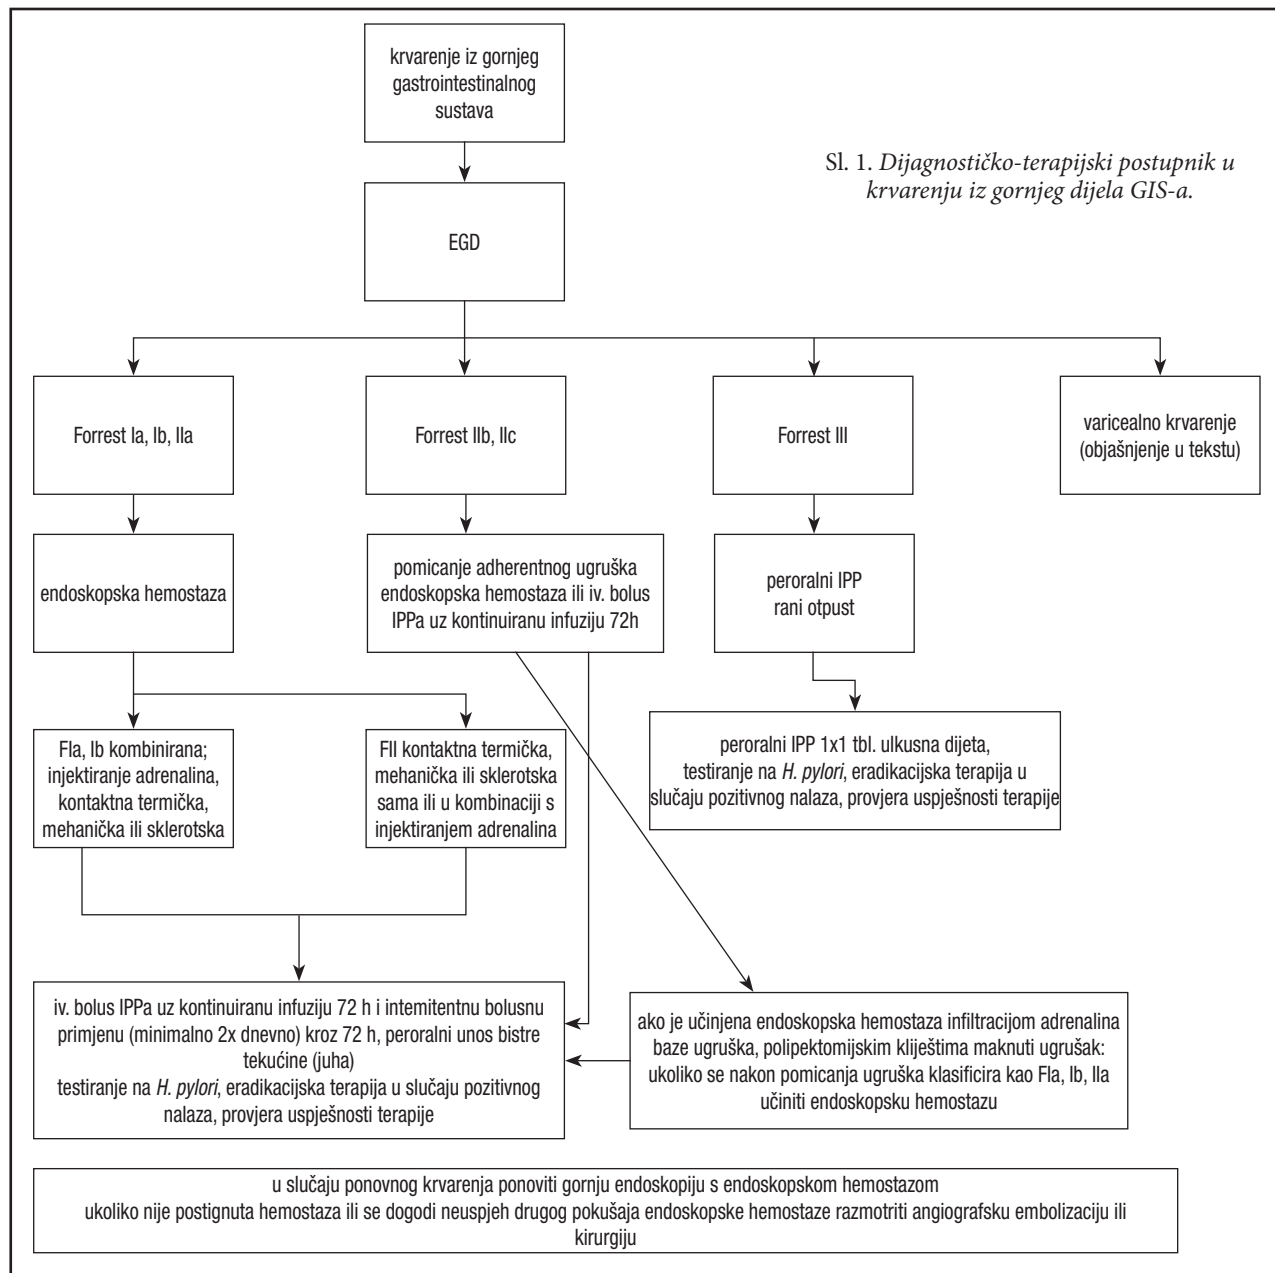 krvarenje iz gornjeg
gastrointestinalnog
sustava
Sl. 1. Dijagnostičko-terapijski postupnik u
krvarenju iz gornjeg dijela GIS-a.
EGD
Forrest Ia, Ib, IIa
Forrest IIb, IIc
Forrest III
varicealno krvarenje
(objašnjenje u tekstu)
endoskopska hemostaza
pomicanje adherentnog ugruška
endoskopska hemostaza ili iv. bolus
IPPa uz kontinuiranu infuziju 72h
peroralni IPP
rani otpust
FIa, Ib kombinirana;
injektiranje adrenalina,
kontaktna termička,
mehanička ili sklerotska
FII kontaktna termička,
mehanička ili sklerotska
sama ili u kombinaciji s
injektiranjem adrenalina
peroralni IPP 1x1 tbl. ulkusna dijeta,
testiranje na H. pylori, eradikacijska terapija u
slučaju pozitivnog nalaza, provjera uspješnosti terapije
iv. bolus IPPa uz kontinuiranu infuziju 72 h i intemitentnu bolusnu
primjenu (minimalno 2x dnevno) kroz 72 h, peroralni unos bistre
tekućine (juha)
testiranje na H. pylori, eradikacijska terapija u slučaju pozitivnog
nalaza, provjera uspješnosti terapije
ako je učinjena endoskopska hemostaza infiltracijom adrenalina
baze ugruška, polipektomijskim kliještima maknuti ugrušak:
ukoliko se nakon pomicanja ugruška klasificira kao FIa, Ib, IIa
učiniti endoskopsku hemostazu
u slučaju ponovnog krvarenja ponoviti gornju endoskopiju s endoskopskom hemostazom
ukoliko nije postignuta hemostaza ili se dogodi neuspjeh drugog pokušaja endoskopske hemostaze razmotriti angiografsku embolizaciju ili
kirurgiju